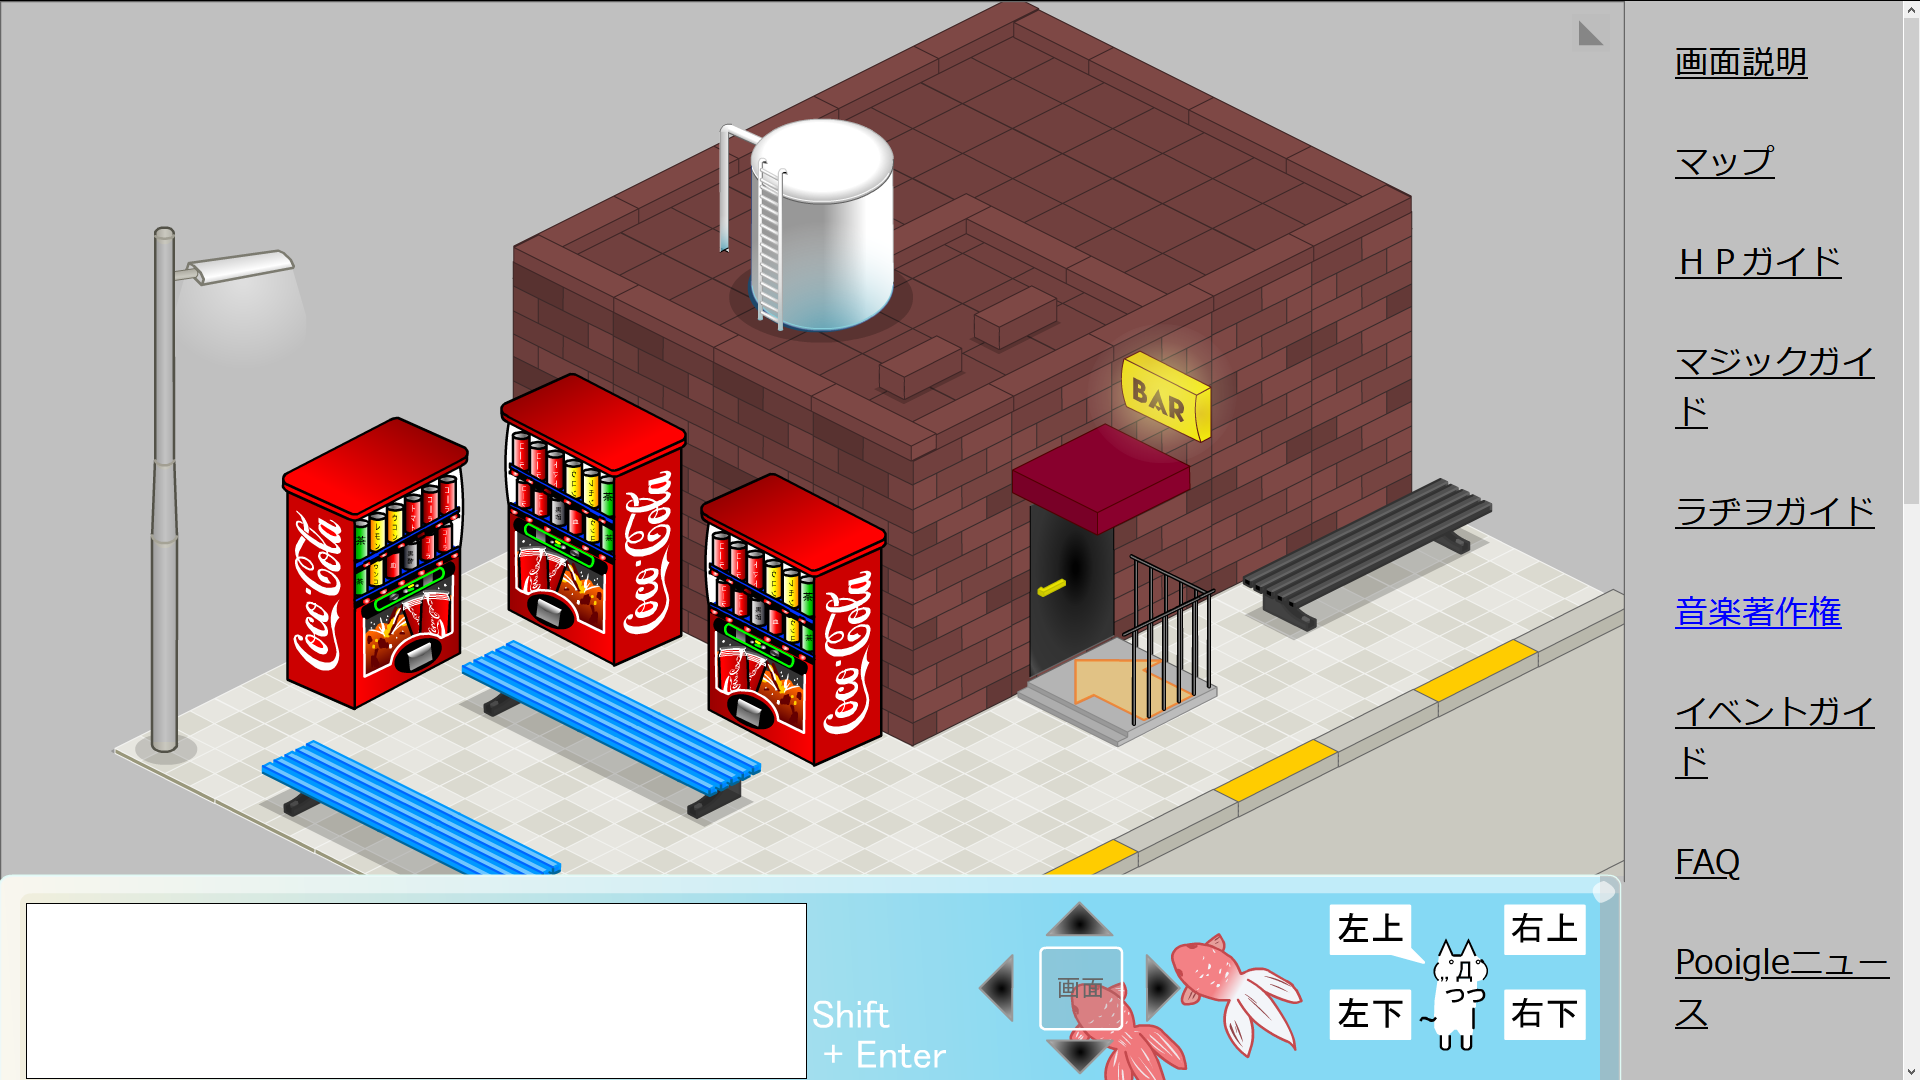 画面説明
マップ
ＨＰガイド
マジックガイ
ド
ラヂヲガイド
音楽著作権
イベントガイ
ド
FAQ
Pooigleニュー
ス
BAR
Coco-Cola
Coco-Cola
Coco-Cola
Shift
+ Enter
画面
左上
右上
左下
右下